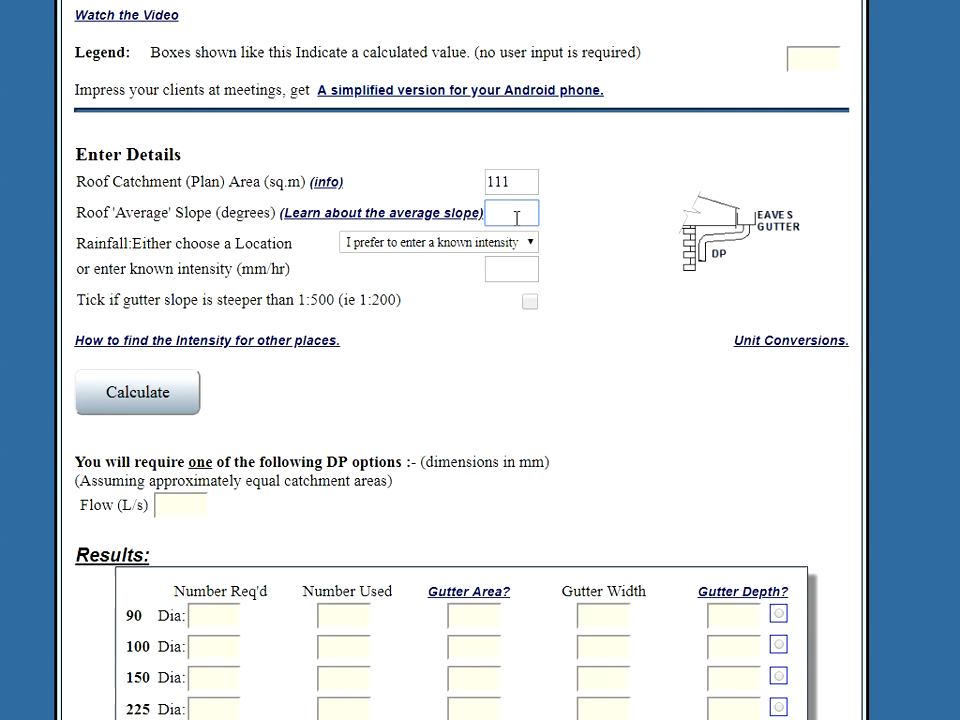 Watch the Video
Legend: Boxes shown like this Indicate a calculated value. (no user input is required)
Impress your clients at meetings, get A simplified version for your Android phone.
Enter Details
Roof Catchment (Plan) Area (sq.m) (info) 111
Roof 'Average' Slope (degrees) (Learn about the average slope)
Rainfall:Either choose a Location I prefer to enter a known intensity
or enter known intensity (mm/hr)
Tick if gutter slope is steeper than 1:500 (ie 1:200)
EAVES
GUTTER
DP
How to find the Intensity for other places. Unit Conversions.
Calculate
You will require one of the following DP options :- (dimensions in mm)
(Assuming approximately equal catchment areas)
Flow (L/s)
Results:
Number Req'd Number Used Gutter Area? Gutter Width Gutter Depth?
90 Dia:
100 Dia:
150 Dia:
225 Dia: